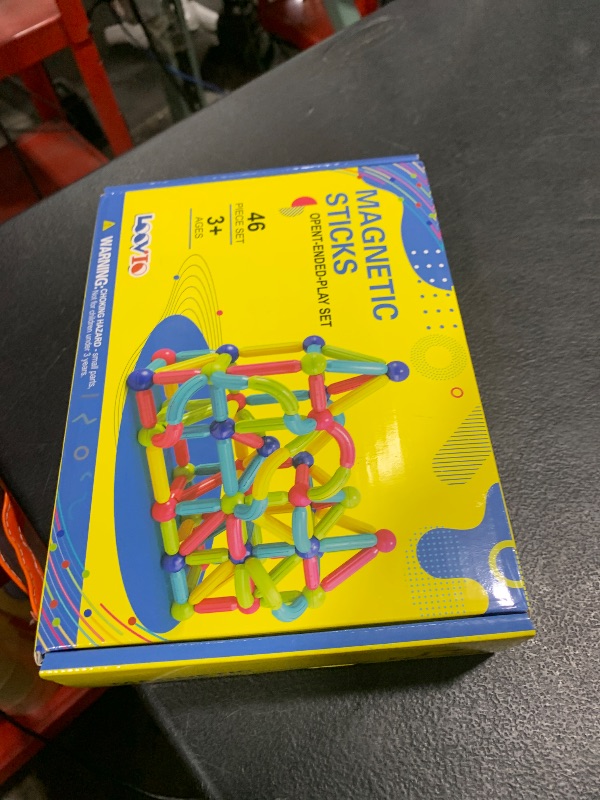 MAGNETIC
STICKS
OPENT-ENDED-PLAY SET
46
PIECE SET
3+
AGES
LOOVIO
WARNING: CHOKING HAZARD - small parts.
Not for children under 3 years.